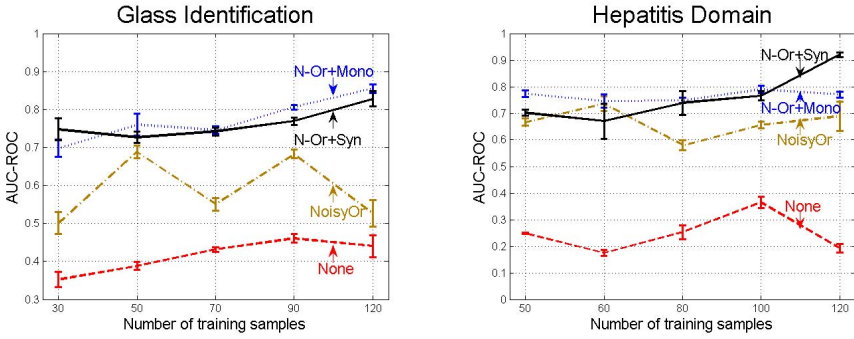 Glass Identification
1
0.9
0.8
0.7
0.6
0.5
0.4
0.3
AUC-ROC
N-Or+Mono
N-Or+Syn
NoisyOr
None
30 50 70 90 120
Number of training samples
Hepatitis Domain
1
0.9
0.8
0.7
0.6
0.5
0.4
0.3
0.2
0.1
0
AUC-ROC
N-Or+Syn
N-Or+Mono
NoisyOr
None
50 60 80 100 120
Number of training samples